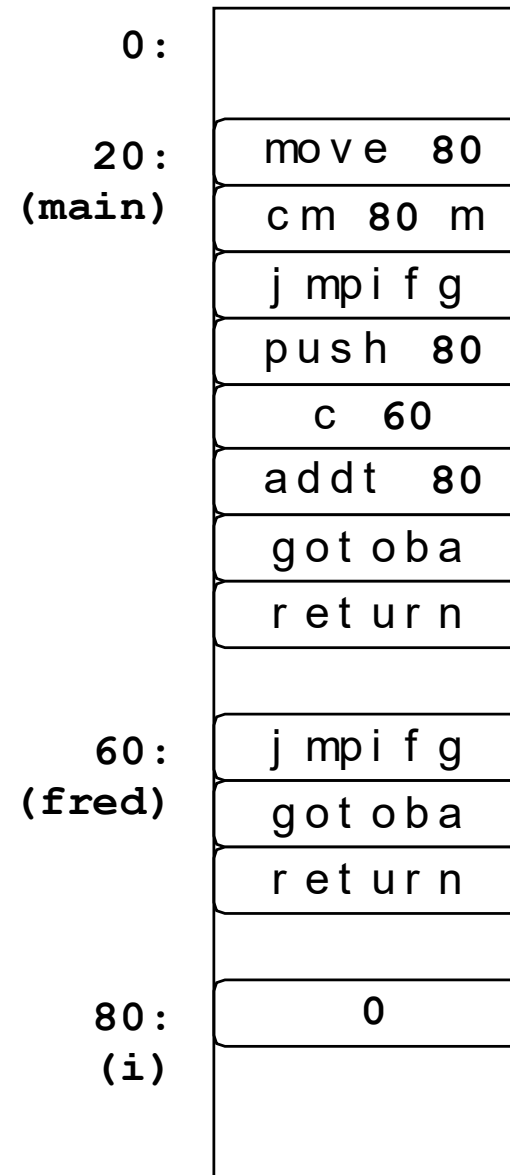 0:
20: move 80
(main) cm 80 m
jmpifg
push 80
c 60
addt 80
gotoba
return
60: jmpifg
(fred) gotoba
return
80: 0
(i)